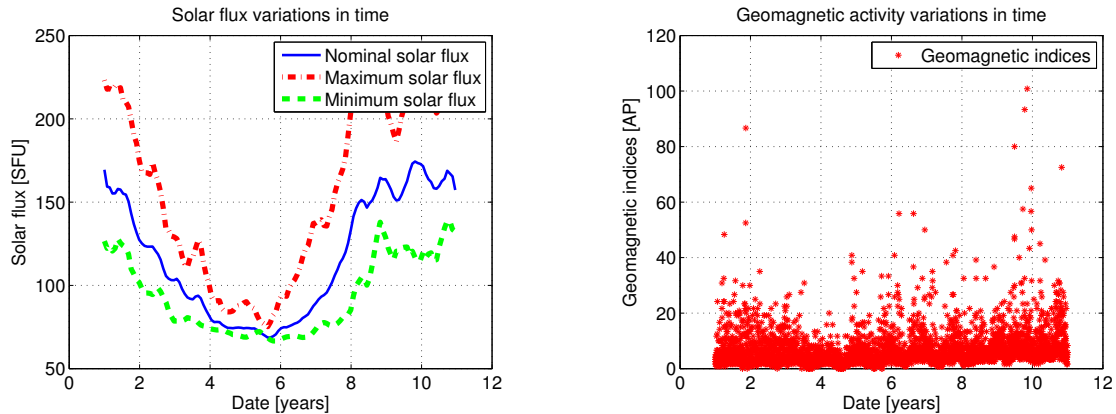 Solar flux variations in time
250
200
150
100
50
Solar flux [SFU]
Nominal solar flux
Maximum solar flux
Minimum solar flux
0 2 4 6 8 10 12
Date [years]
Geomagnetic activity variations in time
120
100
80
60
40
20
0
Geomagnetic indices [AP]
Geomagnetic indices
0 2 4 6 8 10 12
Date [years]